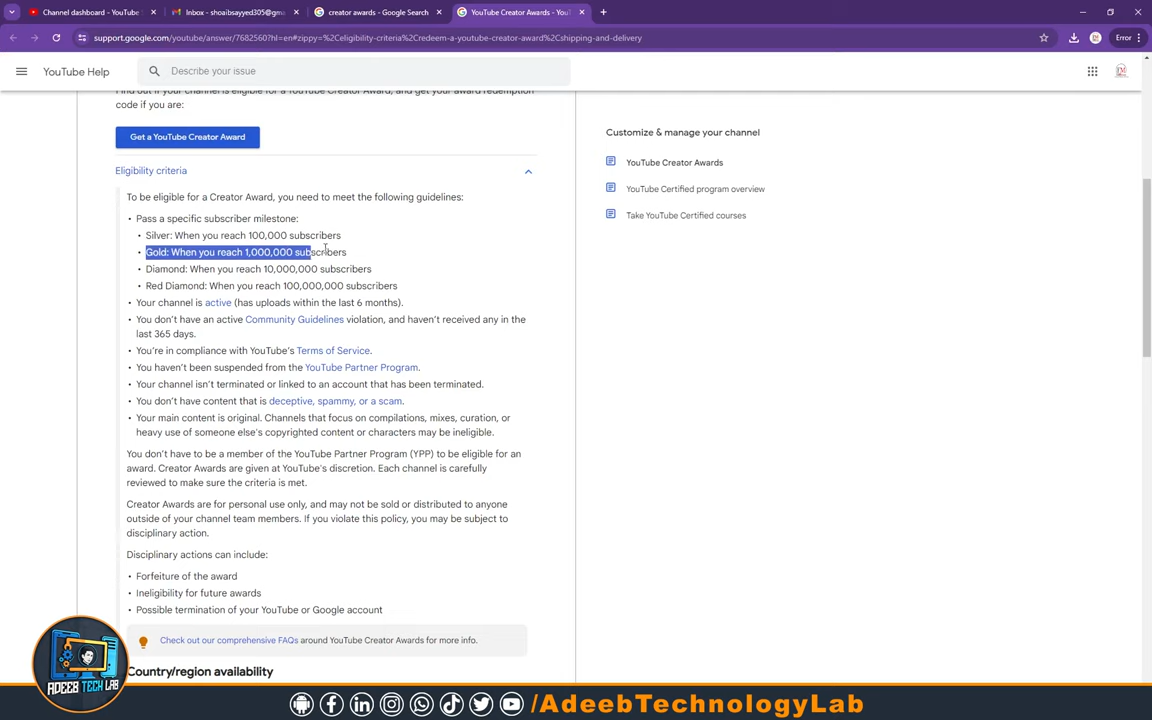 Channel dashboard - YouTube S
Inbox - shoaibsayyed305@gm
creator awards - Google Search
YouTube Creator Awards - YouTu
support.google.com/youtube/answer/7682560?hl=en#zippy=%2Celigibility-criteria%2Credeem-a-youtube-creator-award%2Cshipping-and-delivery
Error
YouTube Help
Describe your issue
Find out if your channel is eligible for a YouTube Creator Award, and get your award redemption
code if you are:
Get a YouTube Creator Award
Eligibility criteria
To be eligible for a Creator Award, you need to meet the following guidelines:
• Pass a specific subscriber milestone:
• Silver: When you reach 100,000 subscribers
• Gold: When you reach 1,000,000 subscribers
• Diamond: When you reach 10,000,000 subscribers
• Red Diamond: When you reach 100,000,000 subscribers
• Your channel is active (has uploads within the last 6 months).
• You don't have an active Community Guidelines violation, and haven't received any in the
last 365 days.
• You're in compliance with YouTube's Terms of Service.
• You haven't been suspended from the YouTube Partner Program.
• Your channel isn't terminated or linked to an account that has been terminated.
• You don't have content that is deceptive, spammy, or a scam.
• Your main content is original. Channels that focus on compilations, mixes, curation, or
heavy use of someone else's copyrighted content or characters may be ineligible.
You don't have to be a member of the YouTube Partner Program (YPP) to be eligible for an
award. Creator Awards are given at YouTube's discretion. Each channel is carefully
reviewed to make sure the criteria is met.
Creator Awards are for personal use only, and may not be sold or distributed to anyone
outside of your channel team members. If you violate this policy, you may be subject to
disciplinary action.
Disciplinary actions can include:
• Forfeiture of the award
• Ineligibility for future awards
• Possible termination of your YouTube or Google account
Check out our comprehensive FAQs around YouTube Creator Awards for more info.
Country/region availability
Customize & manage your channel
YouTube Creator Awards
YouTube Certified program overview
Take YouTube Certified courses
ADEEB TECH LAB
/AdeebTechnologyLab